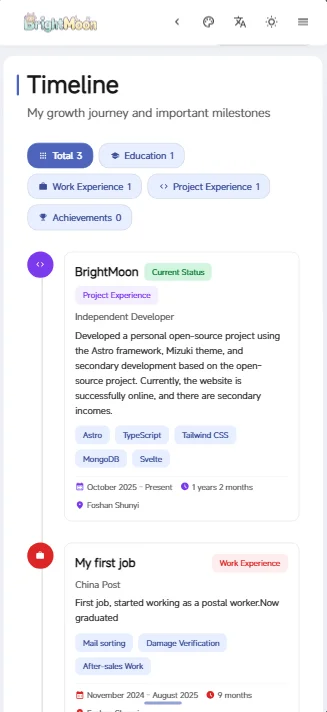 BrightMoon
Timeline
My growth journey and important milestones
Total 3
Education 1
Work Experience 1
Project Experience 1
Achievements 0
BrightMoon
Current Status
Project Experience
Independent Developer
Developed a personal open-source project using
the Astro framework, Mizuki theme, and
secondary development based on the open-
source project. Currently, the website is
successfully online, and there are secondary
incomes.
Astro
TypeScript
Tailwind CSS
MongoDB
Svelte
October 2025 - Present
1 years 2 months
Foshan Shunyi
My first job
Work Experience
China Post
First job, started working as a postal worker.Now
graduated
Mail sorting
Damage Verification
After-sales Work
November 2024 - August 2025
9 months